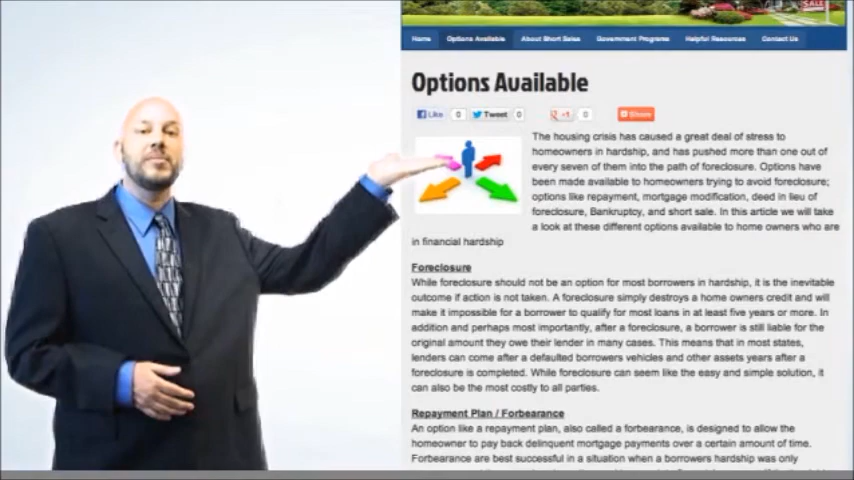 SALE
Home Options Available About Short Sales Government Programs Helpful Resources Contact Us
Options Available
Like 0 Tweet 0 +1 0 Share
The housing crisis has caused a great deal of stress to
homeowners in hardship, and has pushed more than one out of
every seven of them into the path of foreclosure. Options have
been made available to homeowners trying to avoid foreclosure;
options like repayment, mortgage modification, deed in lieu of
foreclosure, Bankruptcy, and short sale. In this article we will take
a look at these different options available to home owners who are
in financial hardship
Foreclosure
While foreclosure should not be an option for most borrowers in hardship, it is the inevitable
outcome if action is not taken. A foreclosure simply destroys a home owners credit and will
make it impossible for a borrower to qualify for most loans in at least five years or more. In
addition and perhaps most importantly, after a foreclosure, a borrower is still liable for the
original amount they owe their lender in many cases. This means that in most states,
lenders can come after a defaulted borrowers vehicles and other assets years after a
foreclosure is completed. While foreclosure can seem like the easy and simple solution, it
can also be the most costly to all parties.
Repayment Plan / Forbearance
An option like a repayment plan, also called a forbearance, is designed to allow the
homeowner to pay back delinquent mortgage payments over a certain amount of time.
Forbearance are best successful in a situation when a borrowers hardship was only